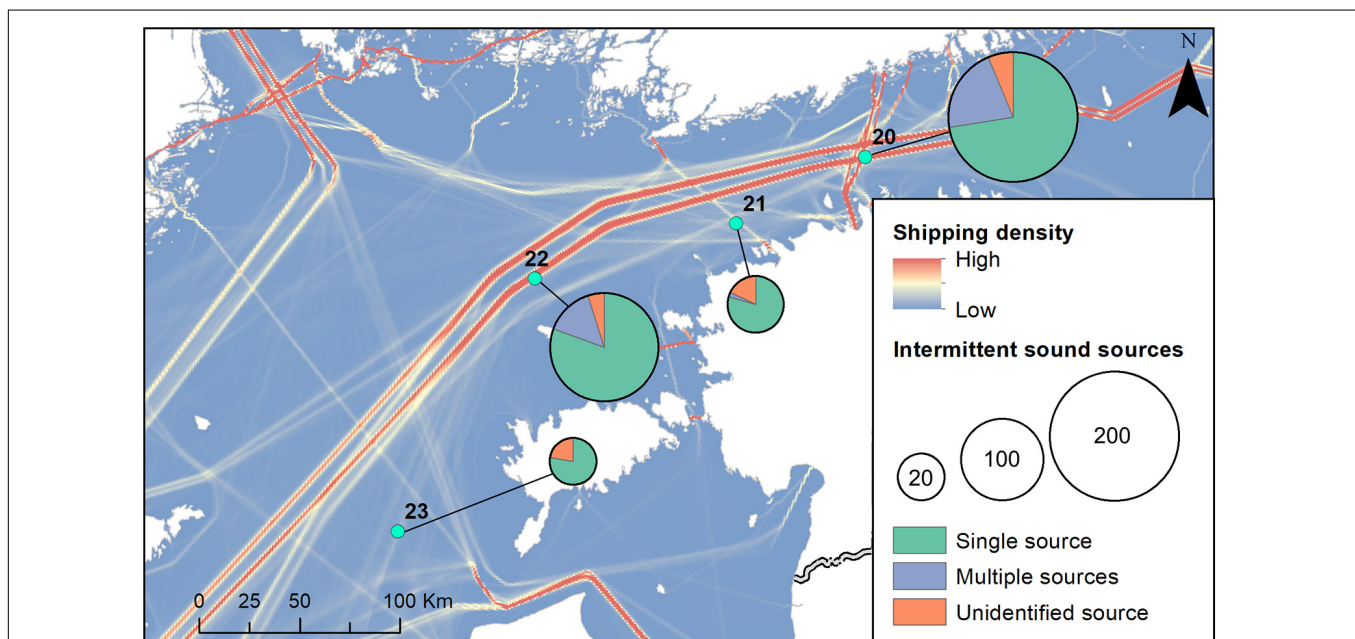 N
20
21
22
23
Shipping density
High
Low
Intermittent sound sources
20
100
200
Single source
Multiple sources
Unidentified source
0 25 50 100 Km